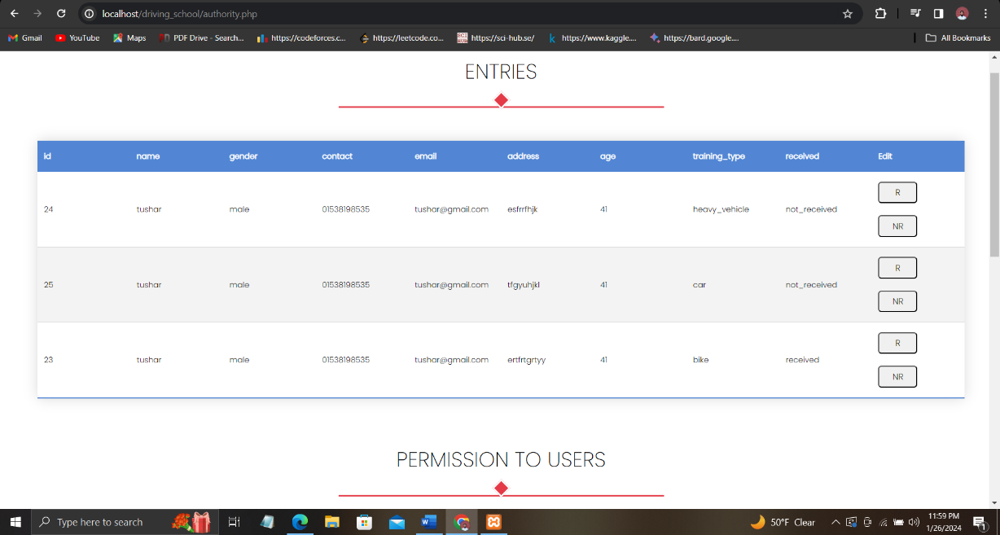 localhost/driving_school/authority.php
Gmail YouTube Maps PDF Drive - Search... https://codeforces.c... https://leetcode.co... https://sci-hub.se/ https://www.kaggle.... https://bard.google.... All Bookmarks
ENTRIES
id name gender contact email address age training_type received Edit
R
24 tushar male 01538198535 tushar@gmail.com esfrrfhjk 41 heavy_vehicle not_received
NR
R
25 tushar male 01538198535 tushar@gmail.com tfgyuhjkl 41 car not_received
NR
R
23 tushar male 01538198535 tushar@gmail.com ertfrtgrtyy 41 bike received
NR
PERMISSION TO USERS
Type here to search 50°F Clear 11:59 PM
1/26/2024 1